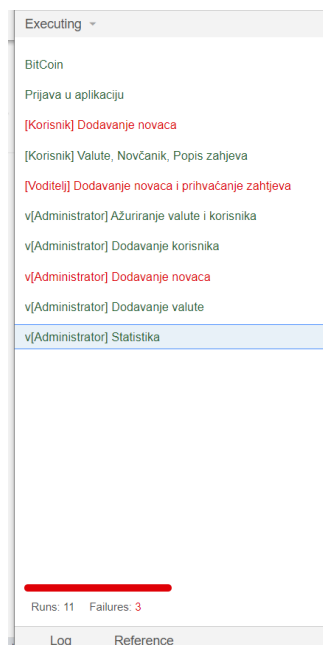 Executing
BitCoin
Prijava u aplikaciju
[Korisnik] Dodavanje novaca
[Korisnik] Valute, Novčanik, Popis zahjeva
[Voditelj] Dodavanje novaca i prihvaćanje zahtjeva
v[Administrator] Ažuriranje valute i korisnika
v[Administrator] Dodavanje korisnika
v[Administrator] Dodavanje novaca
v[Administrator] Dodavanje valute
v[Administrator] Statistika
Runs: 11 Failures: 3
Log Reference